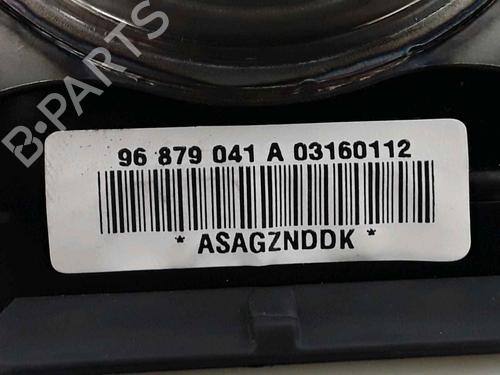 B-PARTS
96 879 041 A 03160112
* ASAGZNDDK *